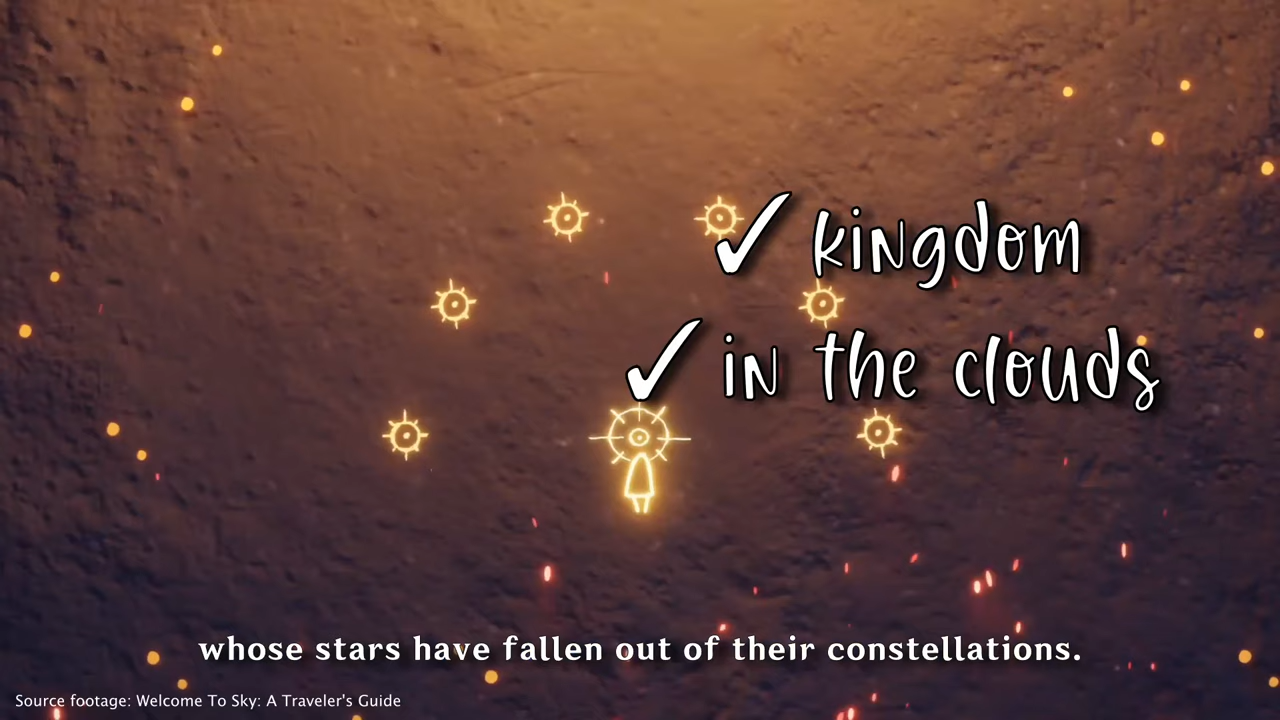 ✓ kingdom
✓ in the clouds
whose stars have fallen out of their constellations.
Source footage: Welcome To Sky: A Traveler's Guide